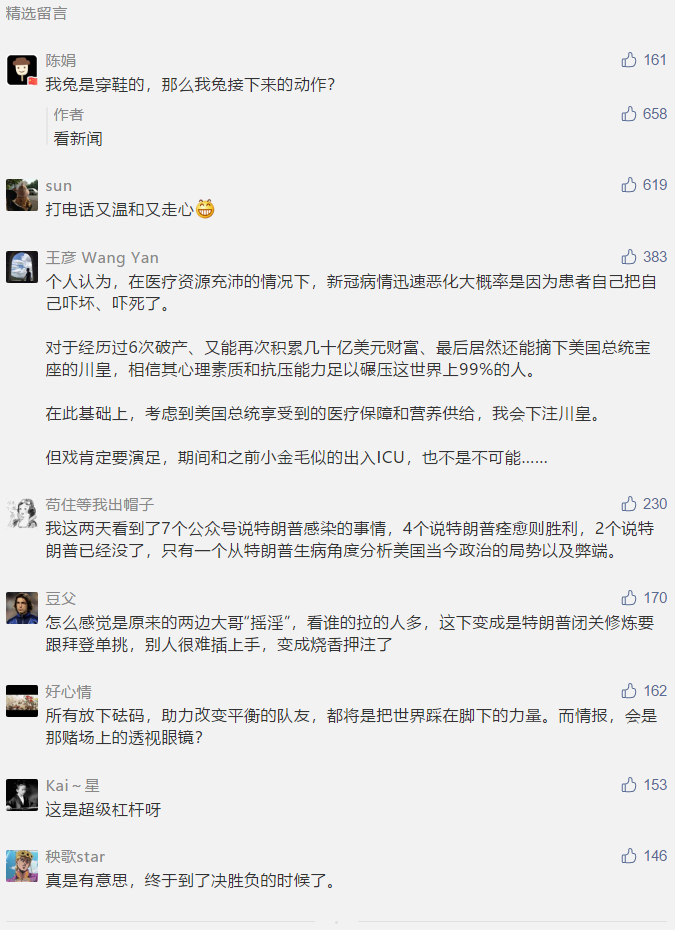 精选留言
陈娟
161
我兔是穿鞋的，那么我兔接下来的动作？
作者
658
看新闻
sun
619
打电话又温和又走心😁
王彦 Wang Yan
383
个人认为，在医疗资源充沛的情况下，新冠病情迅速恶化大概率是因为患者自己把自
己吓坏、吓死了。
对于经历过6次破产、又能再次积累几十亿美元财富、最后居然还能摘下美国总统宝
座的川皇，相信其心理素质和抗压能力足以碾压这世界上99%的人。
在此基础上，考虑到美国总统享受到的医疗保障和营养供给，我会下注川皇。
但戏肯定要演足，期间和之前小金毛似的出入ICU，也不是不可能……
苟住等我出帽子
230
我这两天看到了7个公众号说特朗普感染的事情，4个说特朗普痊愈则胜利，2个说特
朗普已经没了，只有一个从特朗普生病角度分析美国当今政治的局势以及弊端。
豆父
170
怎么感觉是原来的两边大哥“摇淫”，看谁的拉的人多，这下变成是特朗普闭关修炼要
跟拜登单挑，别人很难插上手，变成烧香押注了
好心情
162
所有放下砝码，助力改变平衡的队友，都将是把世界踩在脚下的力量。而情报，会是
那赌场上的透视眼镜？
Kai～星
153
这是超级杠杆呀
秧歌star
146
真是有意思，终于到了决胜负的时候了。